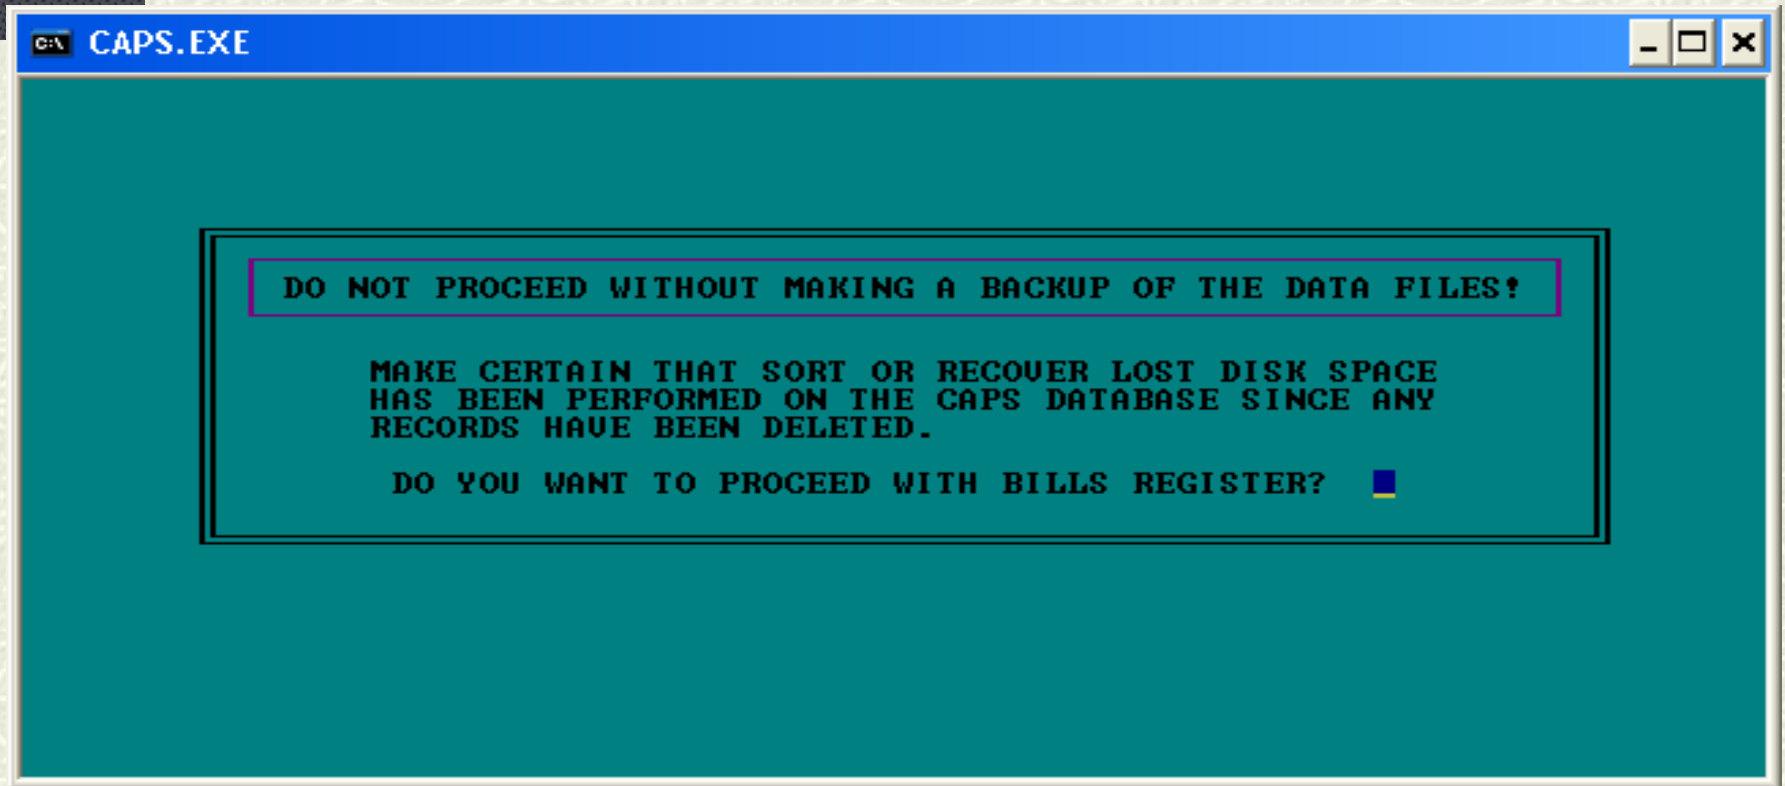 C:\ CAPS.EXE
DO NOT PROCEED WITHOUT MAKING A BACKUP OF THE DATA FILES!
MAKE CERTAIN THAT SORT OR RECOVER LOST DISK SPACE
HAS BEEN PERFORMED ON THE CAPS DATABASE SINCE ANY
RECORDS HAVE BEEN DELETED.
DO YOU WANT TO PROCEED WITH BILLS REGISTER?